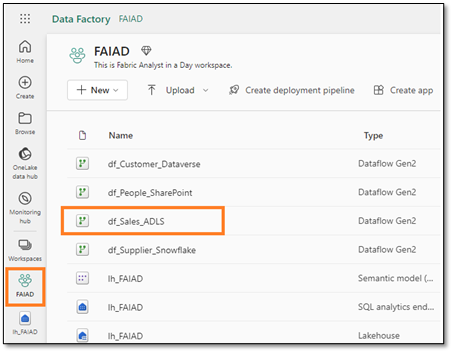 Data Factory FAIAD
Home
Create
Browse
OneLake
data hub
Monitoring
hub
Workspaces
FAIAD
lh_FAIAD
FAIAD
This is Fabric Analyst in a Day workspace.
+ New Upload Create deployment pipeline Create app
Name Type
df_Customer_Dataverse Dataflow Gen2
df_People_SharePoint Dataflow Gen2
df_Sales_ADLS Dataflow Gen2
df_Supplier_Snowflake Dataflow Gen2
lh_FAIAD Semantic model (...
lh_FAIAD SQL analytics end...
lh_FAIAD Lakehouse